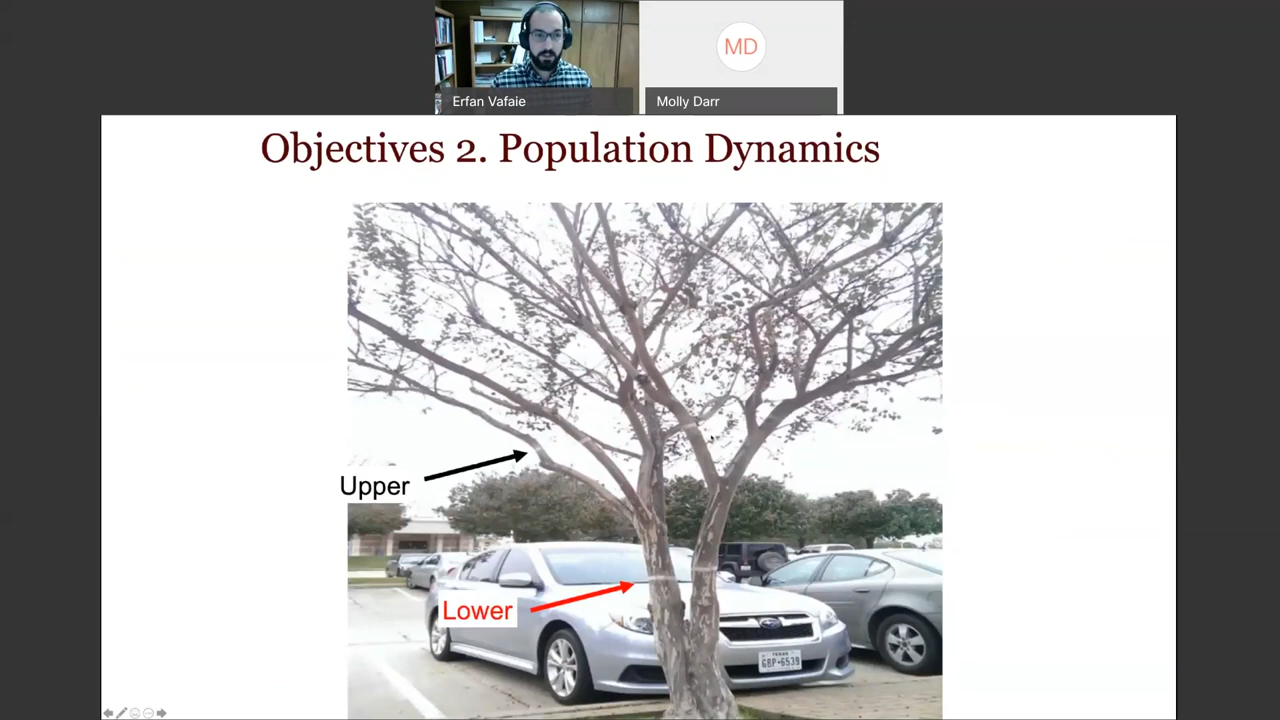 MD
Erfan Vafaie
Molly Darr
Objectives 2. Population Dynamics
Upper
Lower
TEXAS
GBP•6539